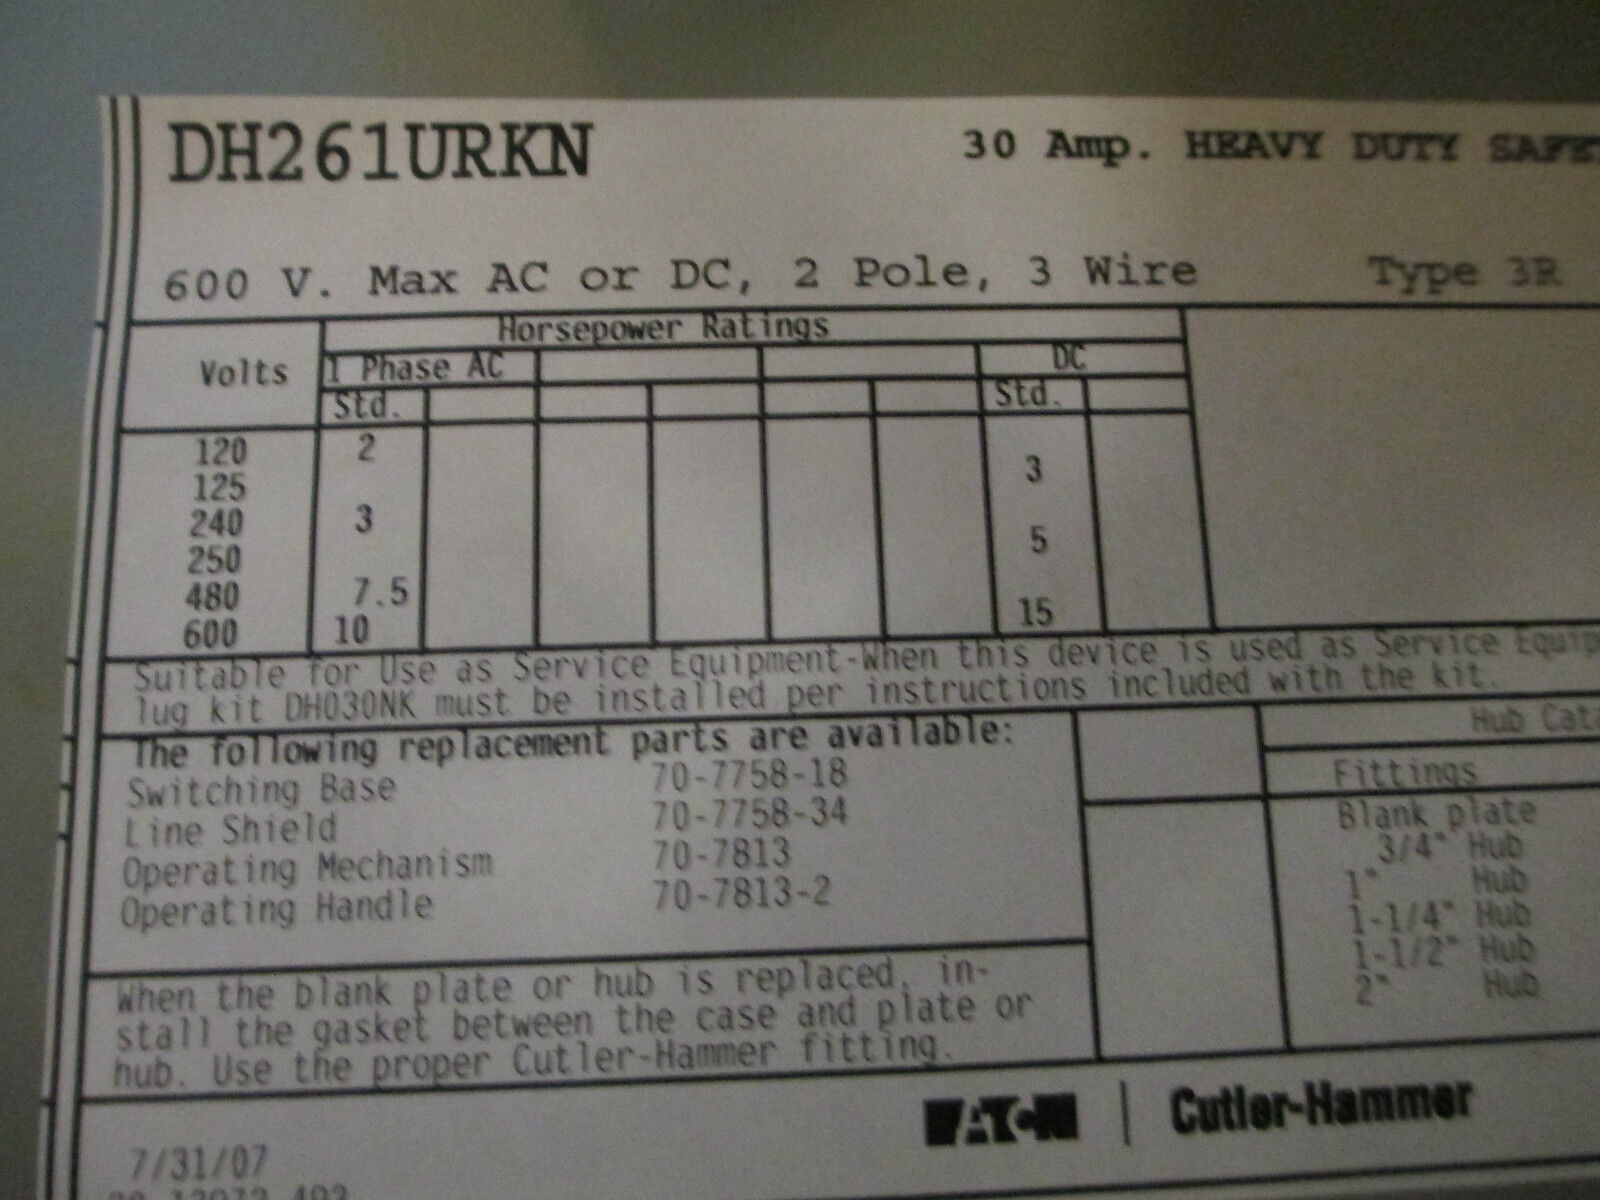 DH261URKN 30 Amp. HEAVY DUTY
600 V. Max AC or DC, 2 Pole, 3 Wire Type 3R
Horsepower Ratings
Volts 1 Phase AC DC
Std. Std.
120 2
125 3
240 3
250 5
480 7.5
600 10 15
Suitable for Use as Service Equipment-When this device is used as Service
lug kit DH030NK must be installed per instructions included with the kit.
The following replacement parts are available:
Switching Base 70-7758-18
Line Shield 70-7758-34
Operating Mechanism 70-7813
Operating Handle 70-7813-2
Hub
Fittings
Blank plate
3/4" Hub
1" Hub
1-1/4" Hub
1-1/2" Hub
2" Hub
When the blank plate or hub is replaced, in-
stall the gasket between the case and plate or
hub. Use the proper Cutler-Hammer fitting.
EATON | Cutler-Hammer
7/31/07